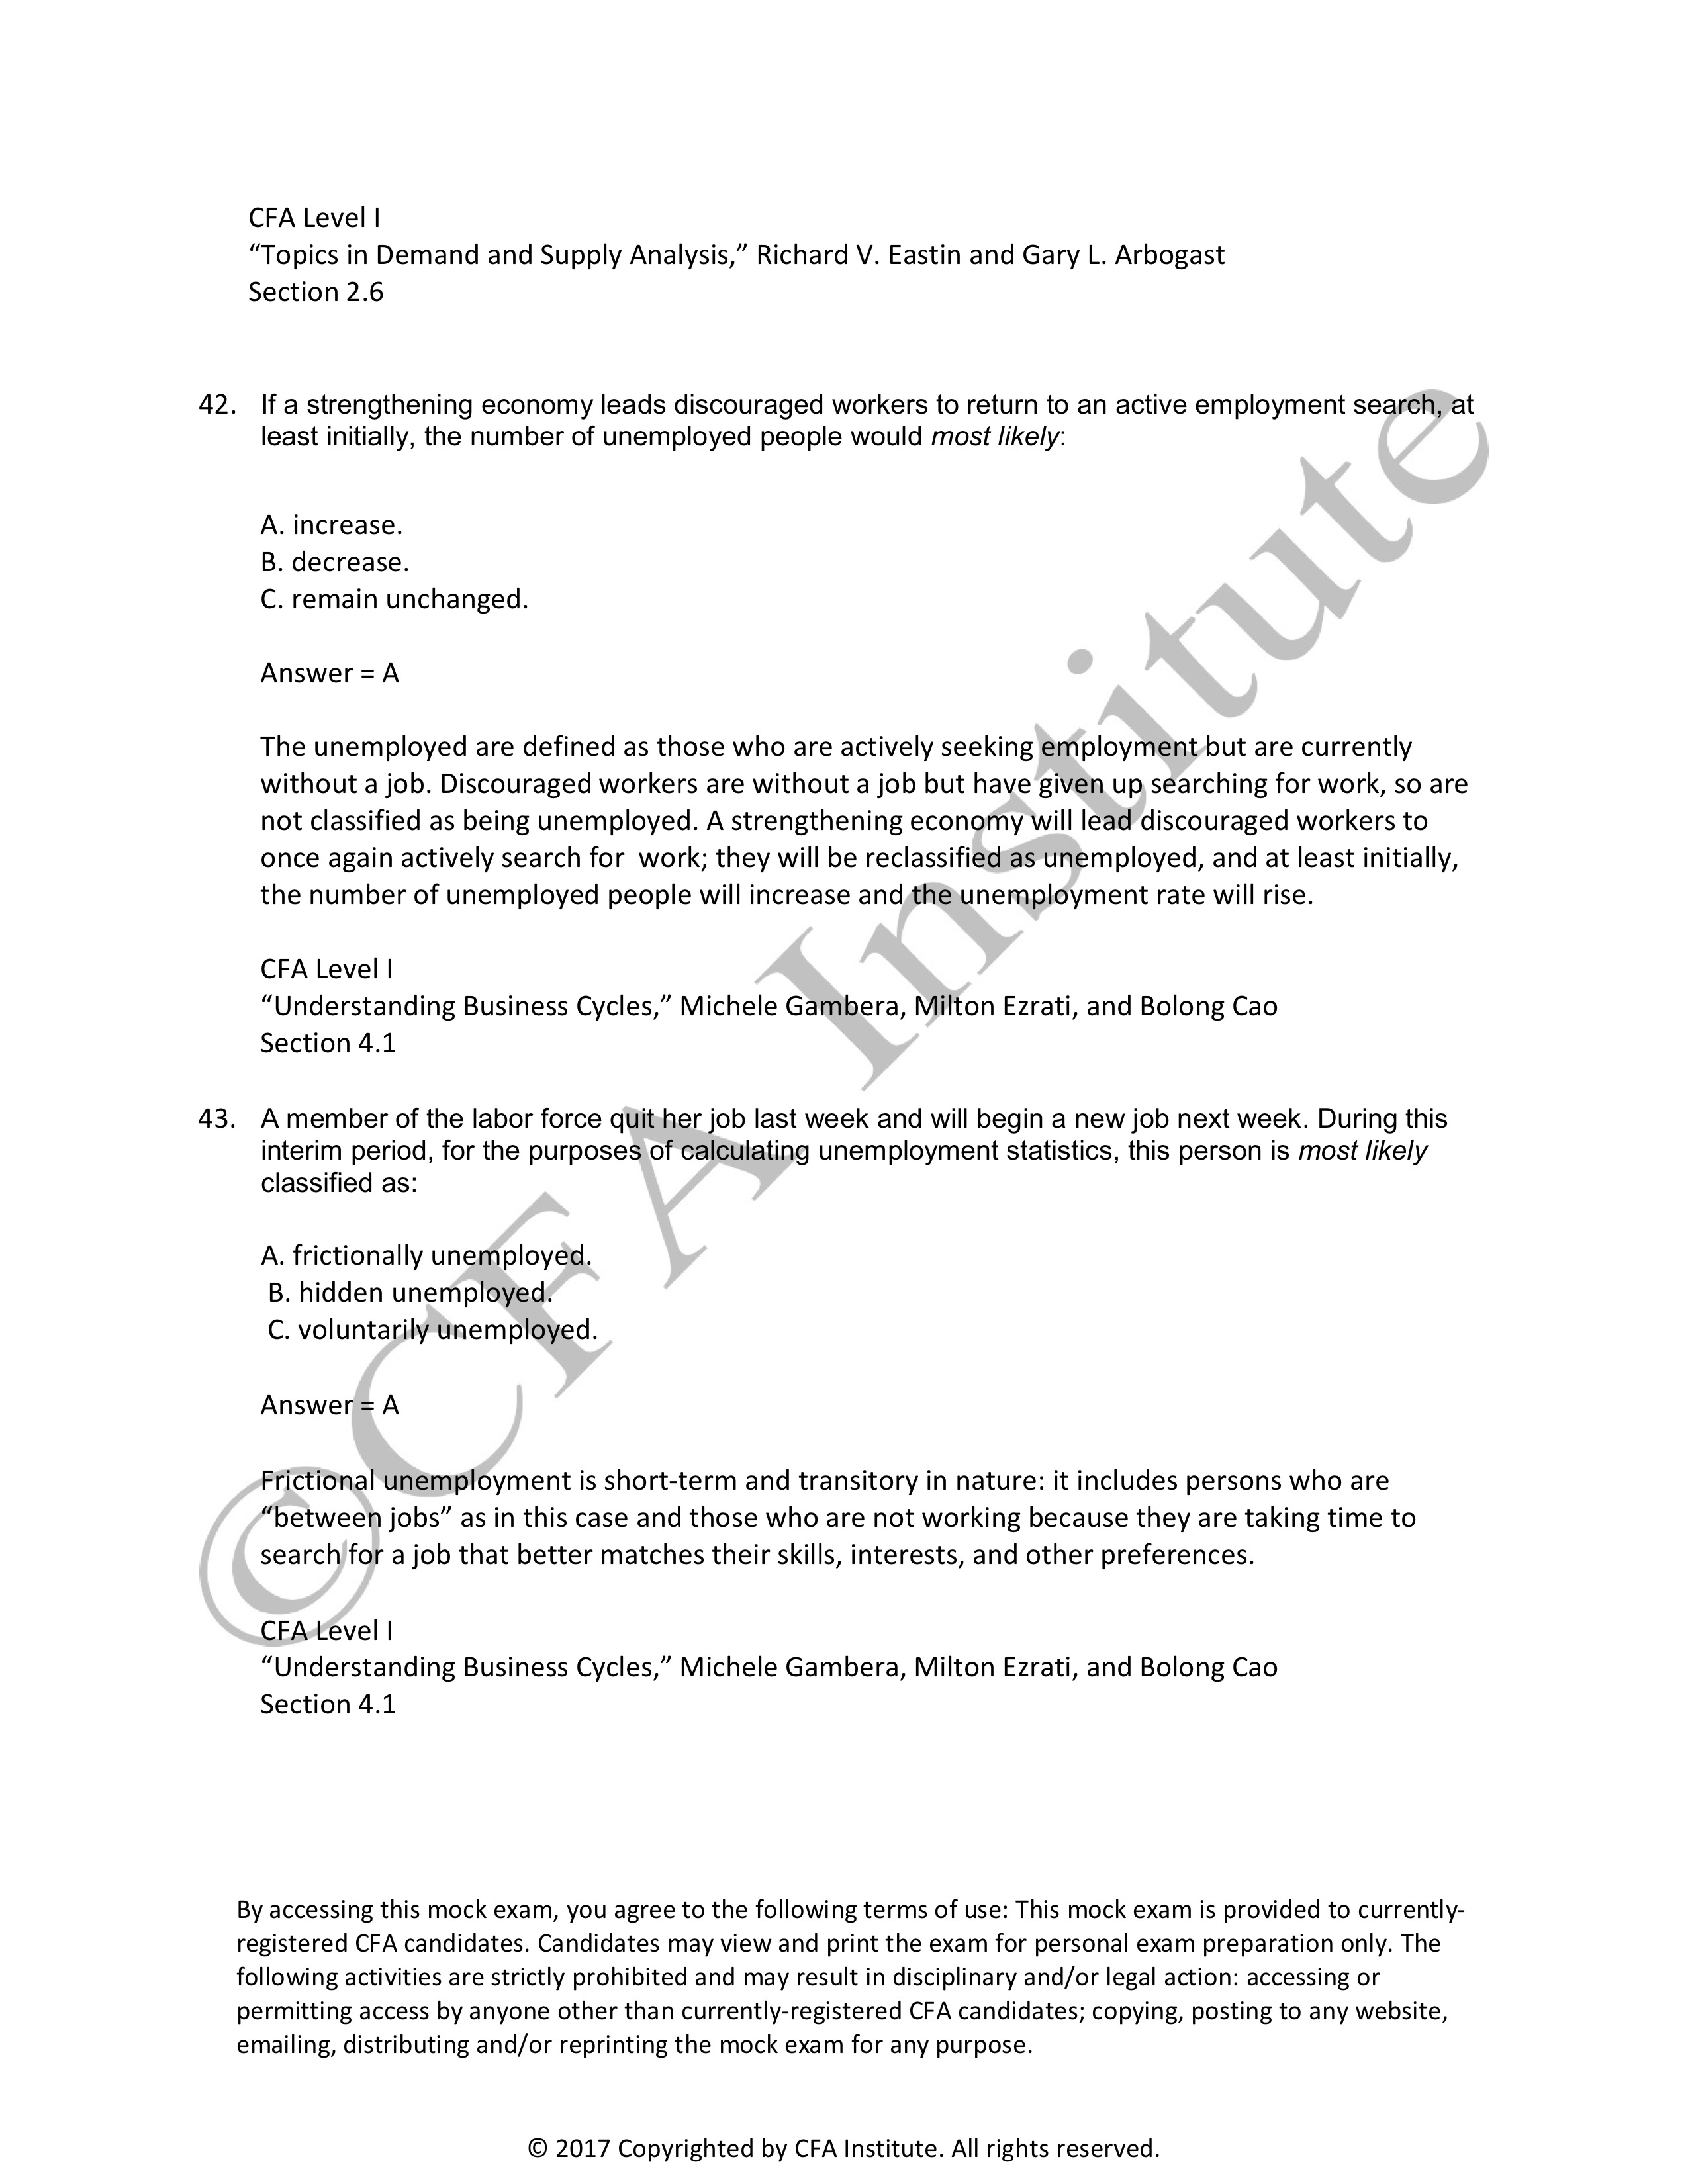 CFA Level I
“Topics in Demand and Supply Analysis,” Richard V. Eastin and Gary L. Arbogast
Section 2.6
42. If a strengthening economy leads discouraged workers to return to an active employment search, at
least initially, the number of unemployed people would most likely:
A. increase.
B. decrease.
C. remain unchanged.
Answer = A
The unemployed are defined as those who are actively seeking employment but are currently
without a job. Discouraged workers are without a job but have given up searching for work, so are
not classified as being unemployed. A strengthening economy will lead discouraged workers to
once again actively search for  work; they will be reclassified as unemployed, and at least initially,
the number of unemployed people will increase and the unemployment rate will rise.
CFA Level I
“Understanding Business Cycles,” Michele Gambera, Milton Ezrati, and Bolong Cao
Section 4.1
43. A member of the labor force quit her job last week and will begin a new job next week. During this
interim period, for the purposes of calculating unemployment statistics, this person is most likely
classified as:
A. frictionally unemployed.
B. hidden unemployed.
C. voluntarily unemployed.
Answer = A
Frictional unemployment is short-term and transitory in nature: it includes persons who are
“between jobs” as in this case and those who are not working because they are taking time to
search for a job that better matches their skills, interests, and other preferences.
CFA Level I
“Understanding Business Cycles,” Michele Gambera, Milton Ezrati, and Bolong Cao
Section 4.1
By accessing this mock exam, you agree to the following terms of use: This mock exam is provided to currently-
registered CFA candidates. Candidates may view and print the exam for personal exam preparation only. The
following activities are strictly prohibited and may result in disciplinary and/or legal action: accessing or
permitting access by anyone other than currently-registered CFA candidates; copying, posting to any website,
emailing, distributing and/or reprinting the mock exam for any purpose.
© 2017 Copyrighted by CFA Institute. All rights reserved.
©CFA Institute